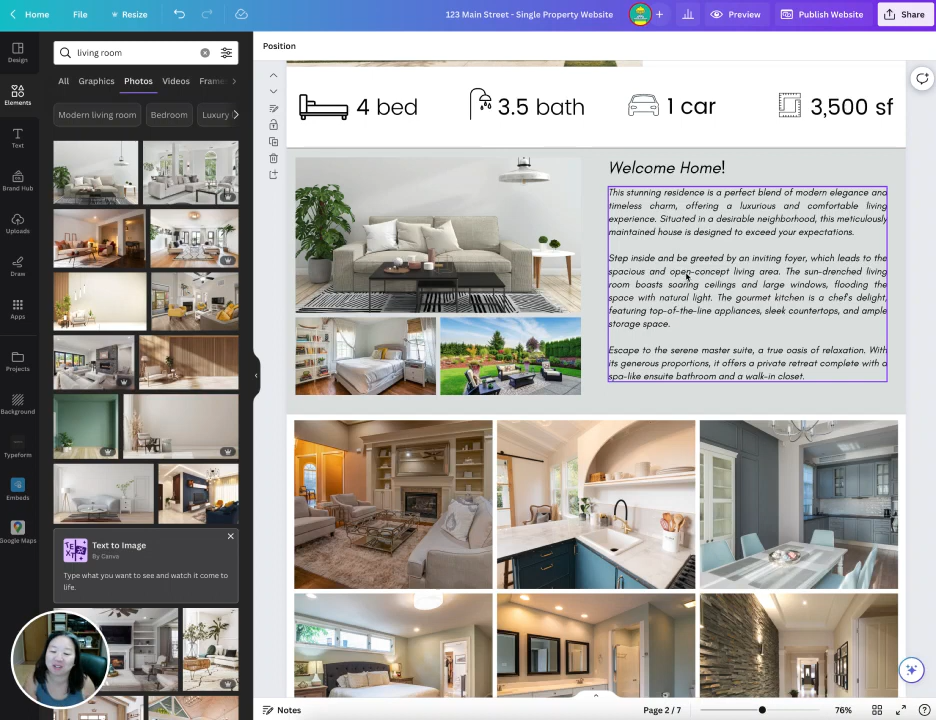 Home
File
Resize
123 Main Street - Single Property Website
Preview
Publish Website
Share
Design
Elements
Text
Brand Hub
Uploads
Draw
Apps
Projects
Background
Typeform
Embeds
Google Maps
living room
All
Graphics
Photos
Videos
Frame
Modern living room
Bedroom
Luxury
TEXT
Text to Image
By Canva
Type what you want to see and watch it come to
life.
Position
4 bed
3.5 bath
1 car
3,500 sf
Welcome Home!
This stunning residence is a perfect blend of modern elegance and
timeless charm, offering a luxurious and comfortable living
experience. Situated in a desirable neighborhood, this meticulously
maintained house is designed to exceed your expectations.
Step inside and be greeted by an inviting foyer, which leads to the
spacious and open-concept living area. The sun-drenched living
room boasts soaring ceilings and large windows, flooding the
space with natural light. The gourmet kitchen is a chef's delight,
featuring top-of-the-line appliances, sleek countertops, and ample
storage space.
Escape to the serene master suite, a true oasis of relaxation. With
its generous proportions, it offers a private retreat complete with a
spa-like ensuite bathroom and a walk-in closet.
Notes
Page 2 / 7
76%